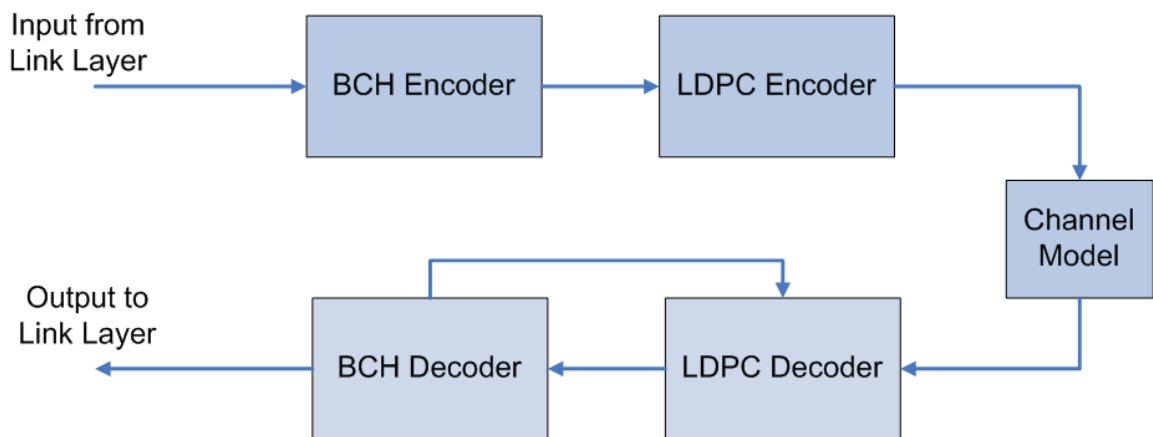 Input from
Link Layer
BCH Encoder
LDPC Encoder
Channel
Model
Output to
Link Layer
BCH Decoder
LDPC Decoder